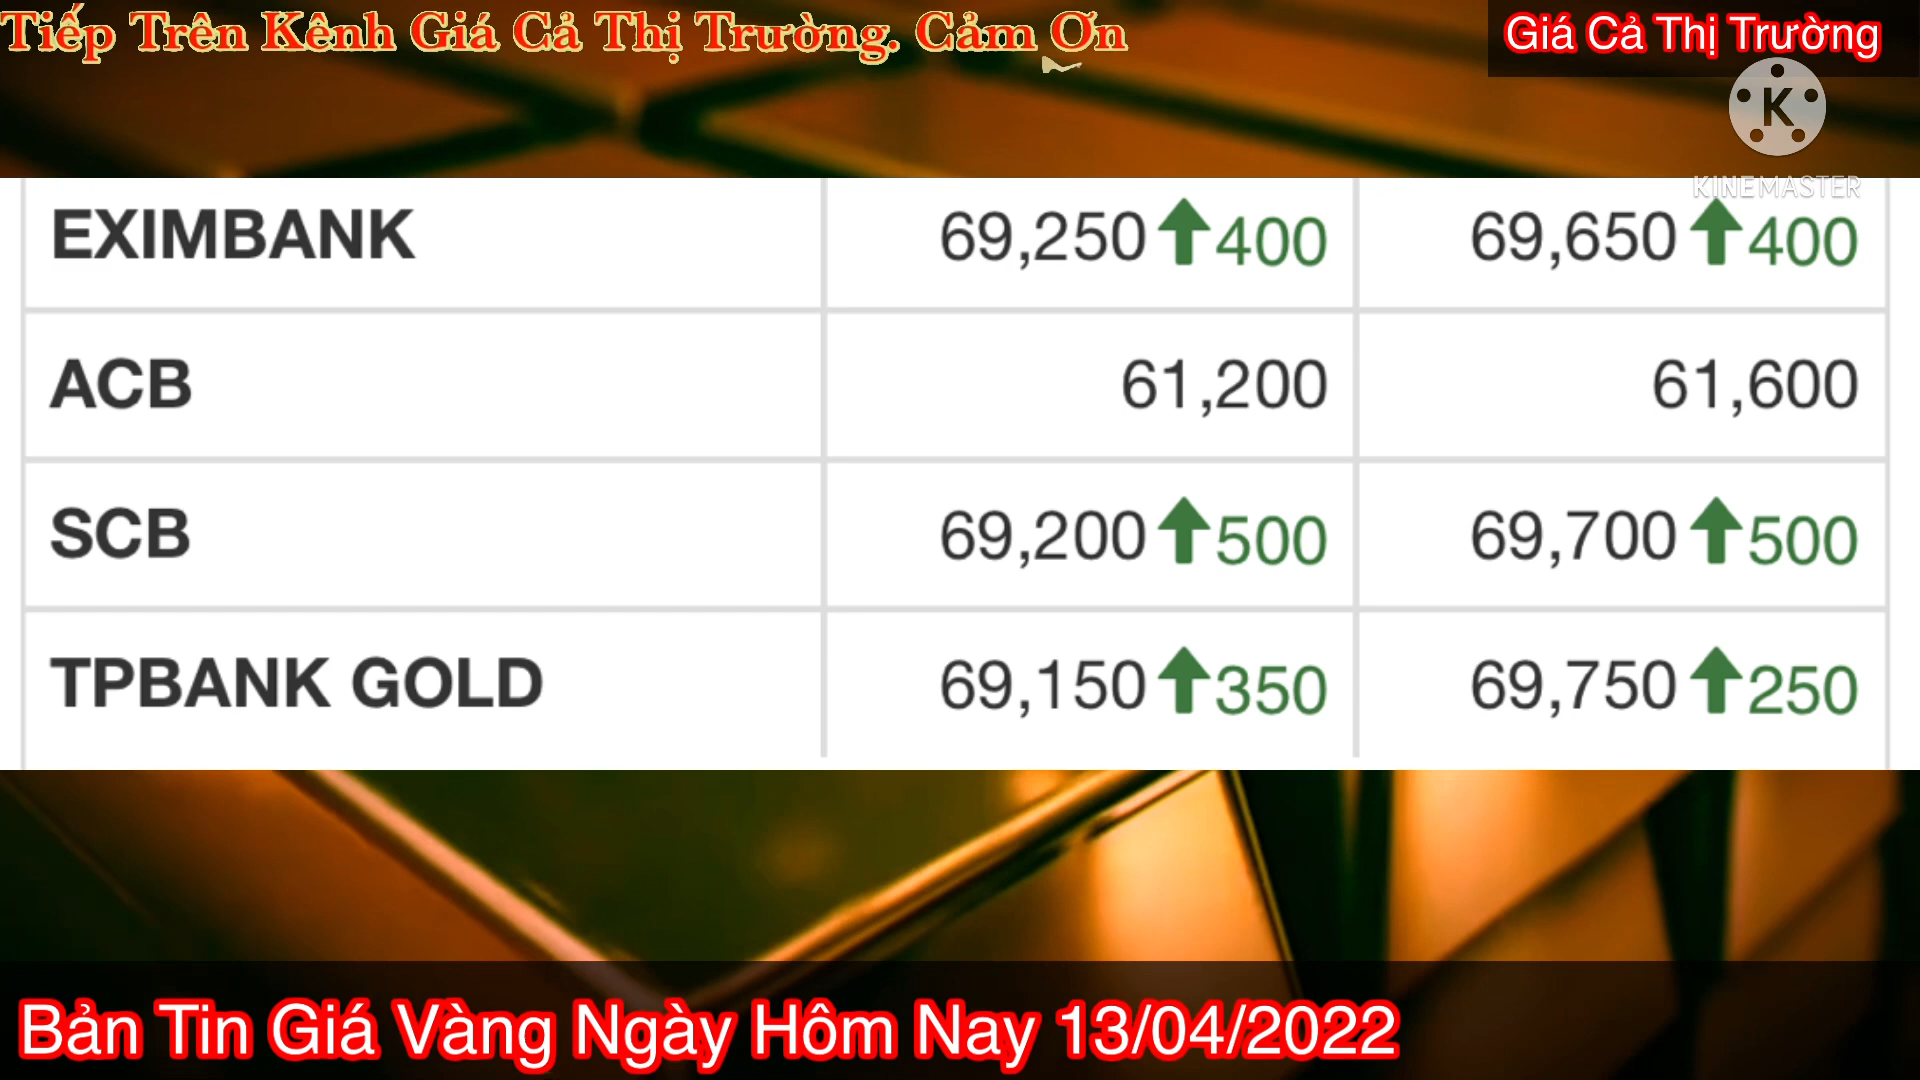 Tiếp Trên Kênh Giá Cả Thị Trường. Cảm Ơn
Giá Cả Thị Trường
K
KINEMASTER
EXIMBANK 69,250 400 69,650 400
ACB 61,200 61,600
SCB 69,200 500 69,700 500
TPBANK GOLD 69,150 350 69,750 250
Bản Tin Giá Vàng Ngày Hôm Nay 13/04/2022